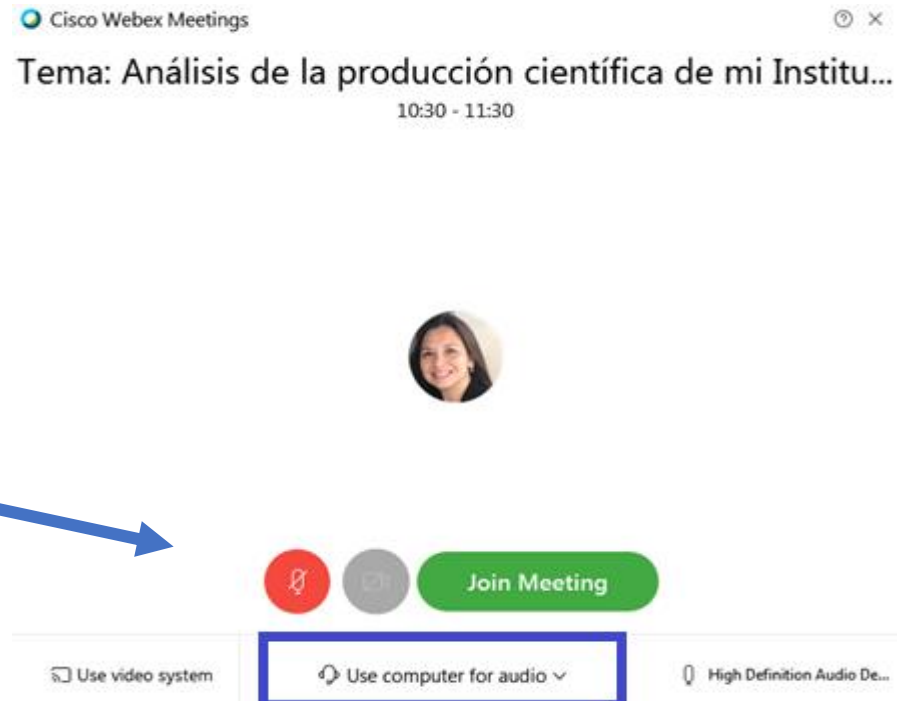 Cisco Webex Meetings
Tema: Análisis de la producción científica de mi Institu...
10:30 - 11:30
Join Meeting
Use video system
Use computer for audio
High Definition Audio De...